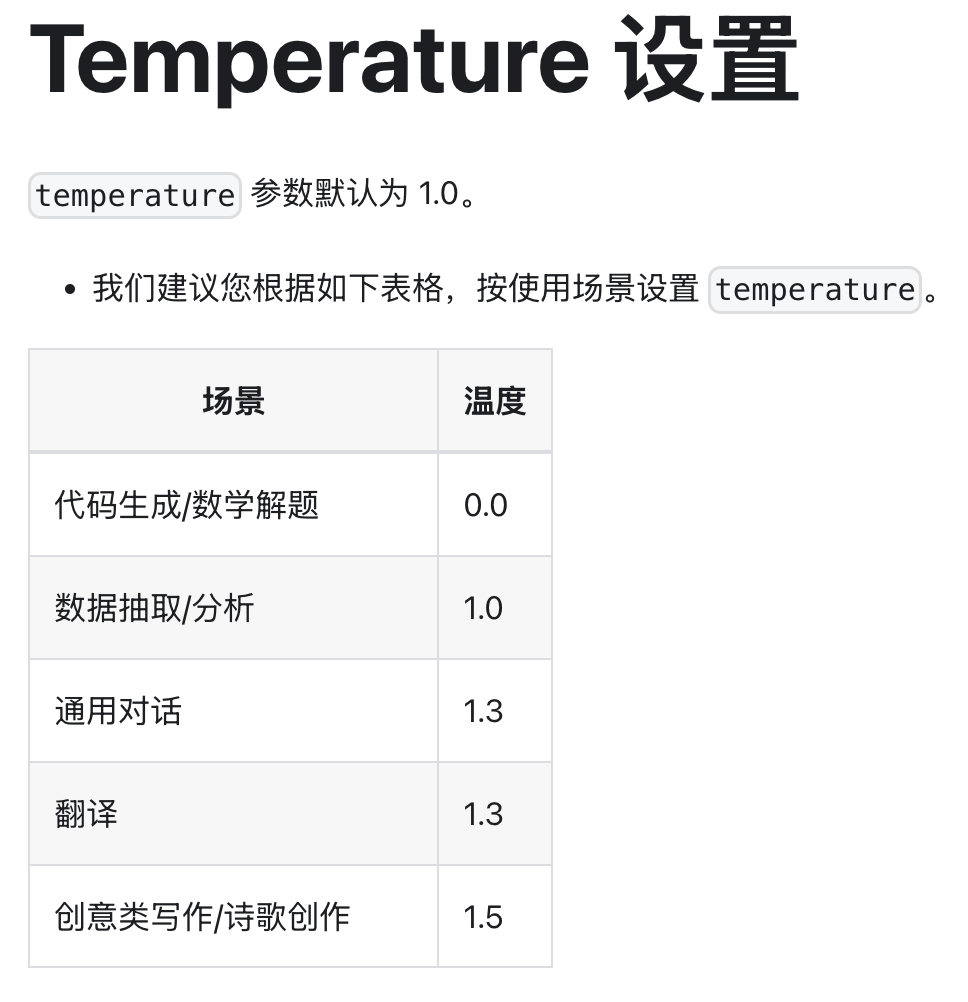 Temperature 设置
temperature 参数默认为 1.0。
我们建议您根据如下表格，按使用场景设置 temperature。
场景 温度
代码生成/数学解题 0.0
数据抽取/分析 1.0
通用对话 1.3
翻译 1.3
创意类写作/诗歌创作 1.5